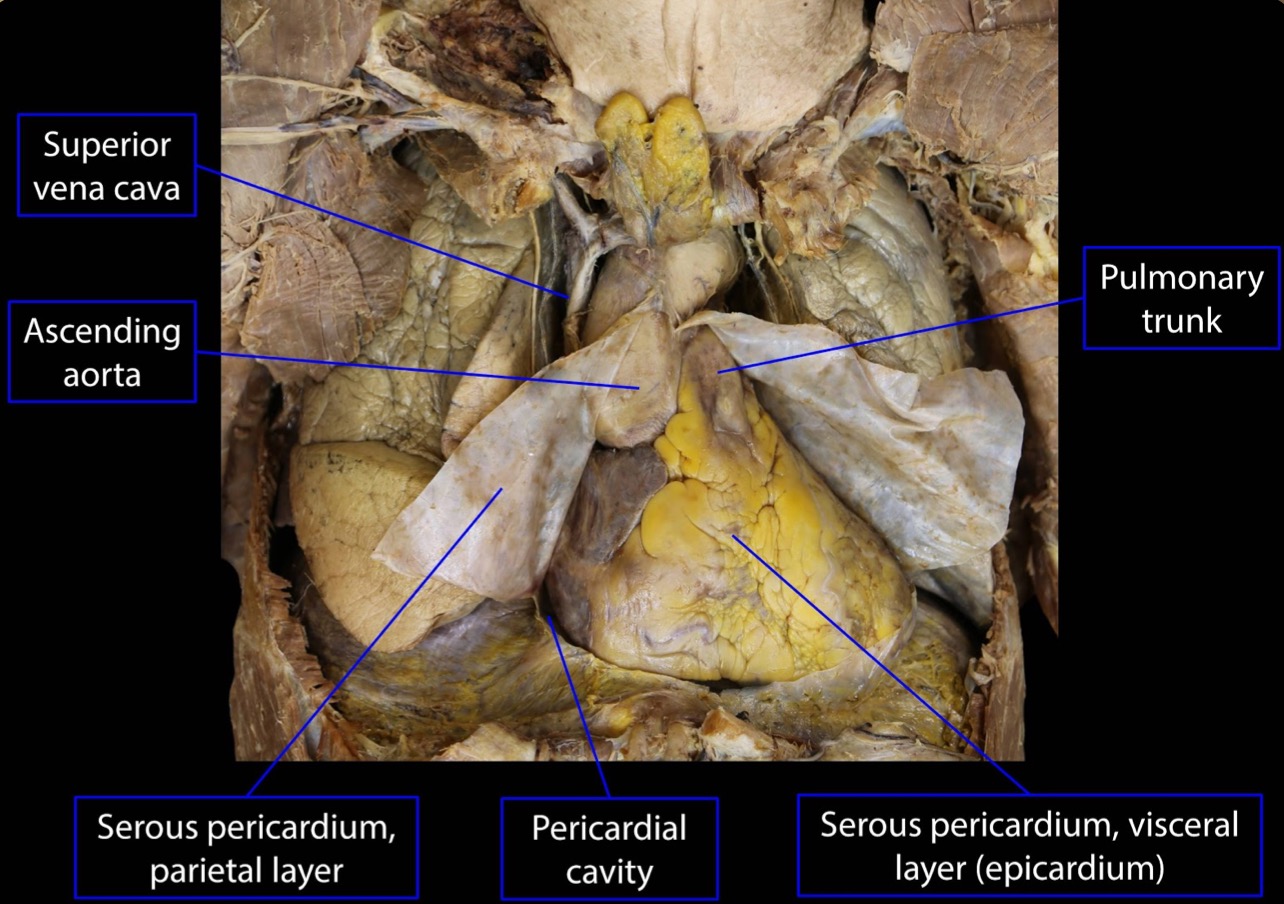 Superior
vena cava
Ascending
aorta
Pulmonary
trunk
Serous pericardium,
parietal layer
Pericardial
cavity
Serous pericardium, visceral
layer (epicardium)